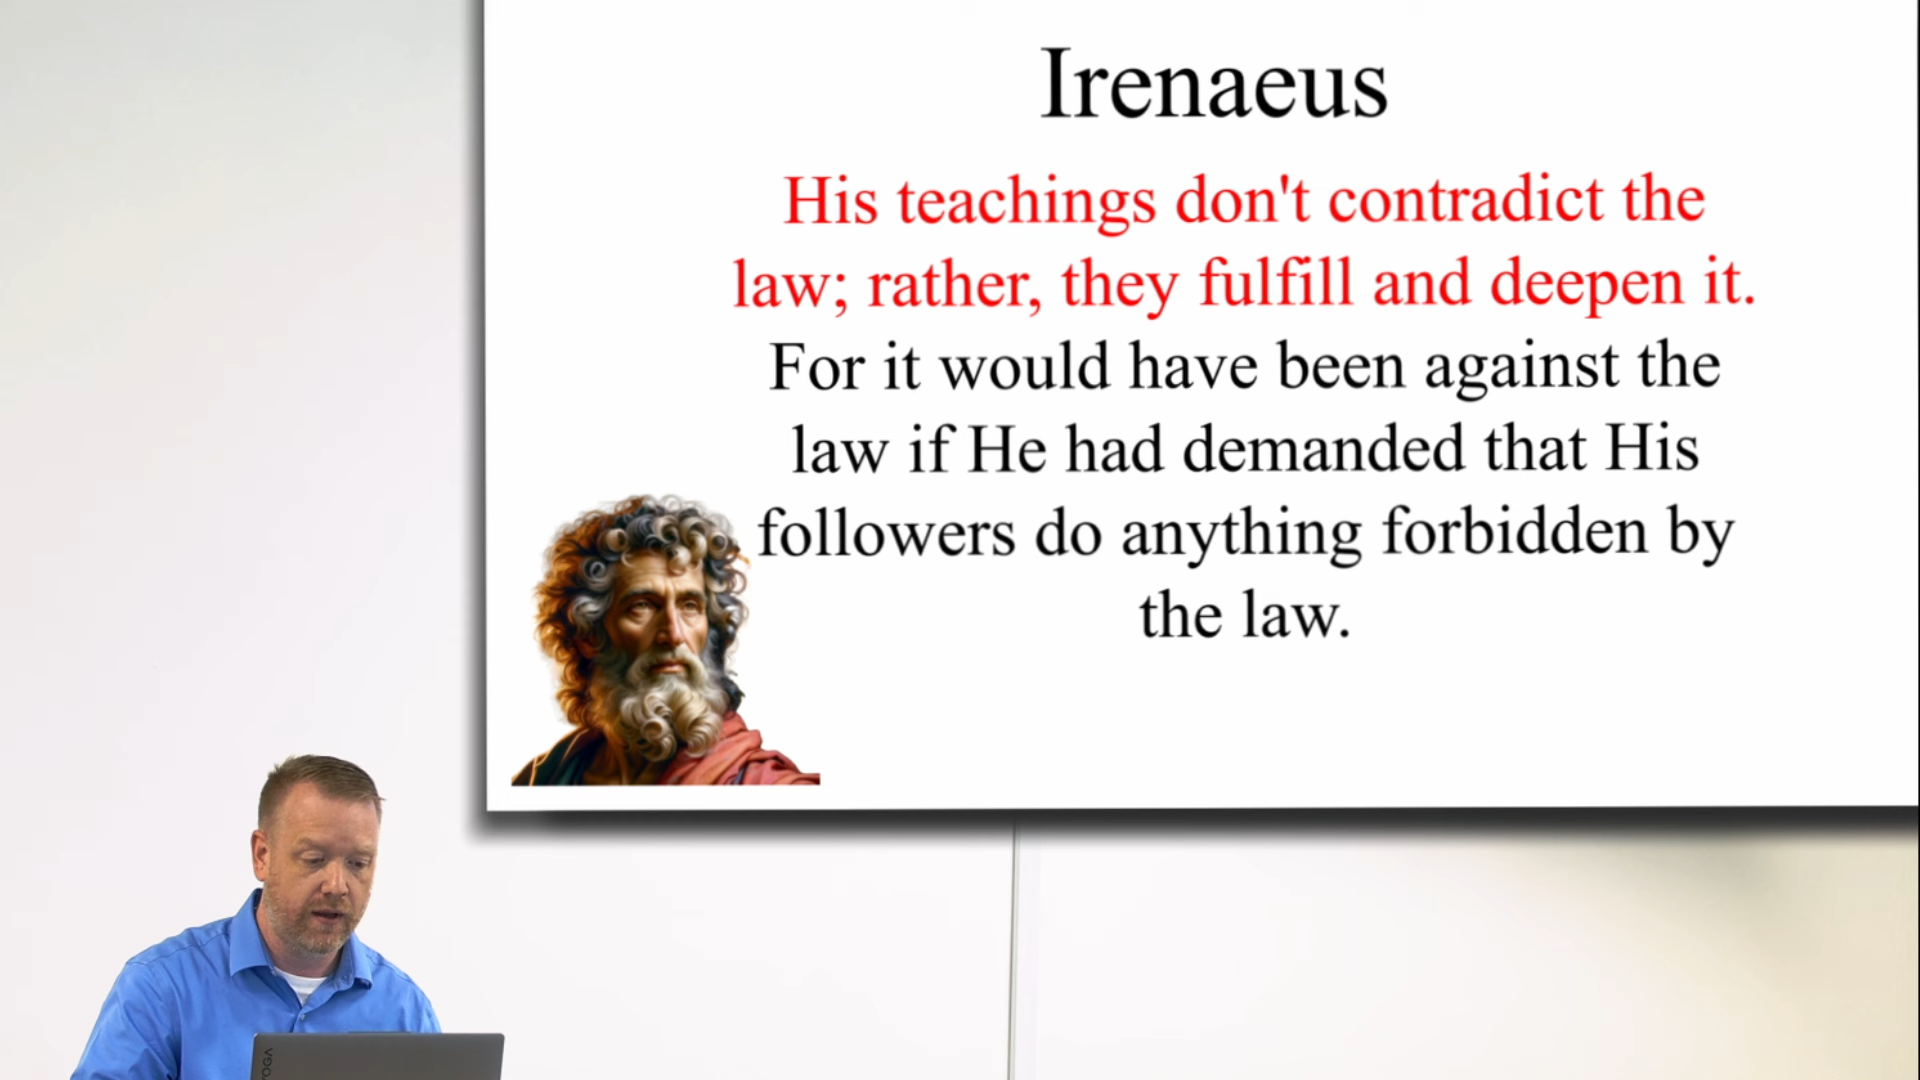 Irenaeus
His teachings don't contradict the
law; rather, they fulfill and deepen it.
For it would have been against the
law if He had demanded that His
followers do anything forbidden by
the law.
YOGA